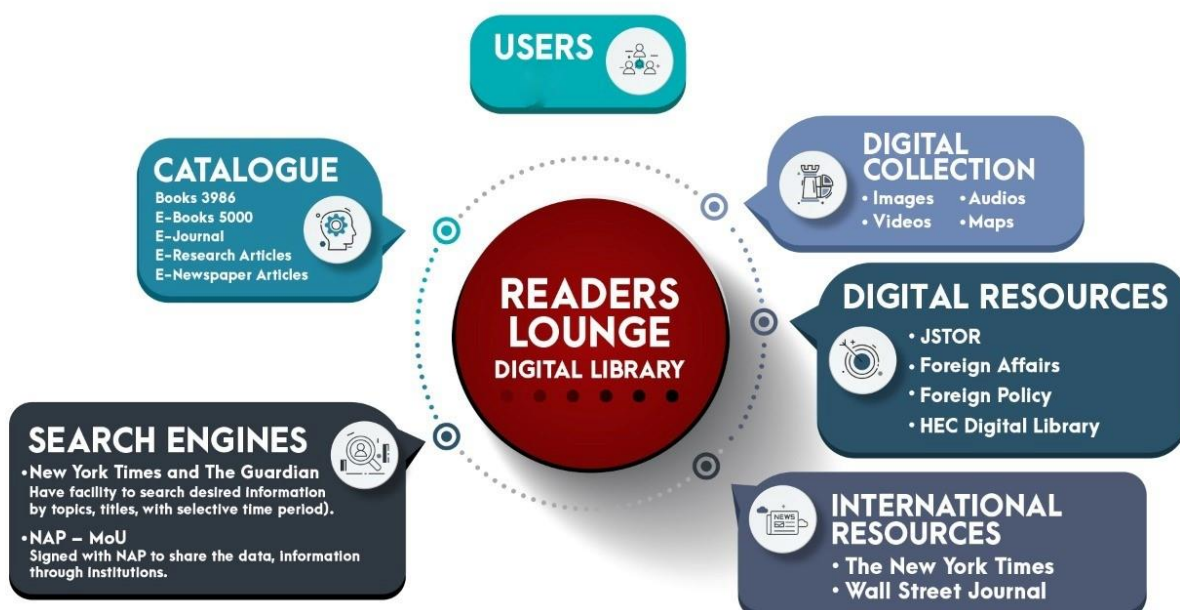 USERS
CATALOGUE
Books 3986
E-Books 5000
E-Journal
E-Research Articles
E-Newspaper Articles
DIGITAL
COLLECTION
• Images • Audios
• Videos • Maps
READERS
LOUNGE
DIGITAL LIBRARY
DIGITAL RESOURCES
• JSTOR
• Foreign Affairs
• Foreign Policy
• HEC Digital Library
SEARCH ENGINES
•New York Times and The Guardian
Have facility to search desired information
by topics, titles, with selective time period).
•NAP – MoU
Signed with NAP to share the data, information
through institutions.
NEWS
INTERNATIONAL
RESOURCES
• The New York Times
• Wall Street Journal